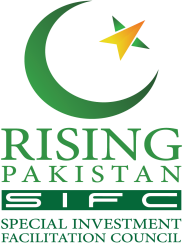 RISING
PAKISTAN
SIFC
SPECIAL INVESTMENT
FACILITATION COUNCIL